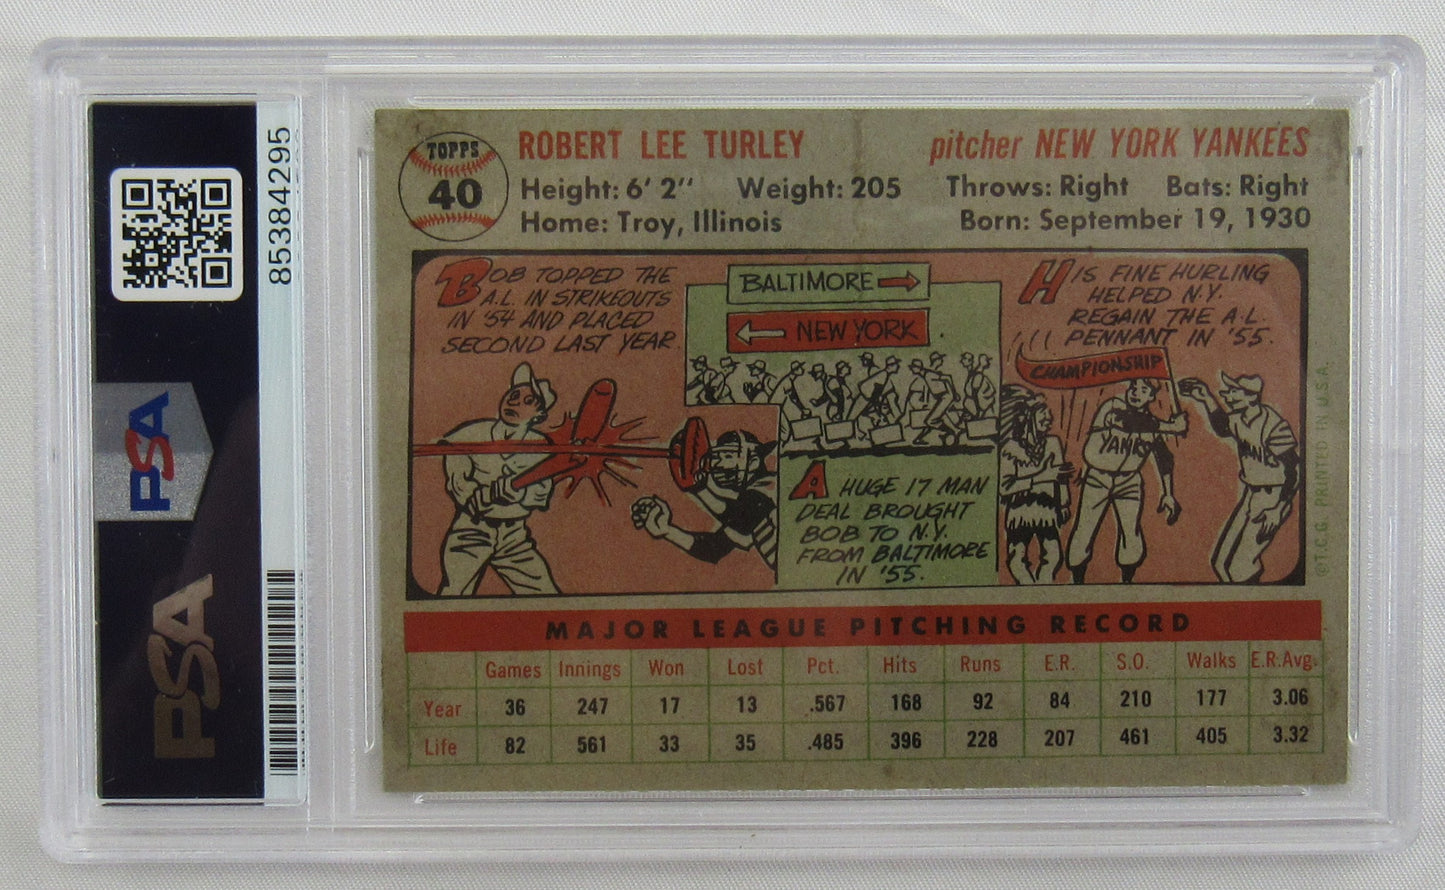 85384295
PSA
PSA
TOPPS
40
ROBERT LEE TURLEY
pitcher NEW YORK YANKEES
Height: 6' 2" Weight: 205 Throws: Right Bats: Right
Home: Troy, Illinois Born: September 19, 1930
BOB TOPPED THE
A.L. IN STRIKEOUTS
IN '54 AND PLACED
SECOND LAST YEAR.
BALTIMORE
NEW YORK
A HUGE 17 MAN
DEAL BROUGHT
BOB TO N.Y.
FROM BALTIMORE
IN '55.
HIS FINE HURLING
HELPED N.Y.
REGAIN THE A.L.
PENNANT IN '55.
CHAMPIONSHIP
YANKS
ANKS
©T.C.G. PRINTED IN U.S.A.
MAJOR LEAGUE PITCHING RECORD
Games Innings Won Lost Pct. Hits Runs E.R. S.O. Walks E.R.Avg.
Year 36 247 17 13 .567 168 92 84 210 177 3.06
Life 82 561 33 35 .485 396 228 207 461 405 3.32